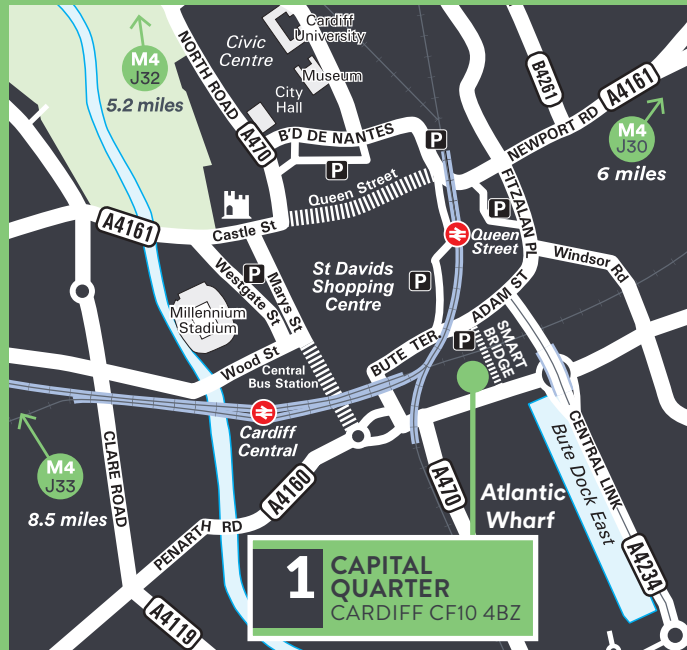 M4
J32
5.2 miles
NORTH ROAD
A470
Civic
Centre
Cardiff
University
Museum
City
Hall
B'D DE NANTES
P
P
Queen Street
B4261
A4161
NEWPORT RD
M4
J30
6 miles
FITZALAN PL
P
Queen
Street
Windsor Rd
A4161
Castle St
Westgate St
P
Marys St
St Davids
Shopping
Centre
P
ADAM ST
Millennium
Stadium
Wood St
Central
Bus Station
BUTE TER.
P
SMART
BRIDGE
Cardiff
Central
M4
J33
8.5 miles
CLARE ROAD
A4160
PENARTH RD
A4119
A470
Atlantic
Wharf
CENTRAL LINK
Bute Dock East
A4234
1
CAPITAL
QUARTER
CARDIFF CF10 4BZ